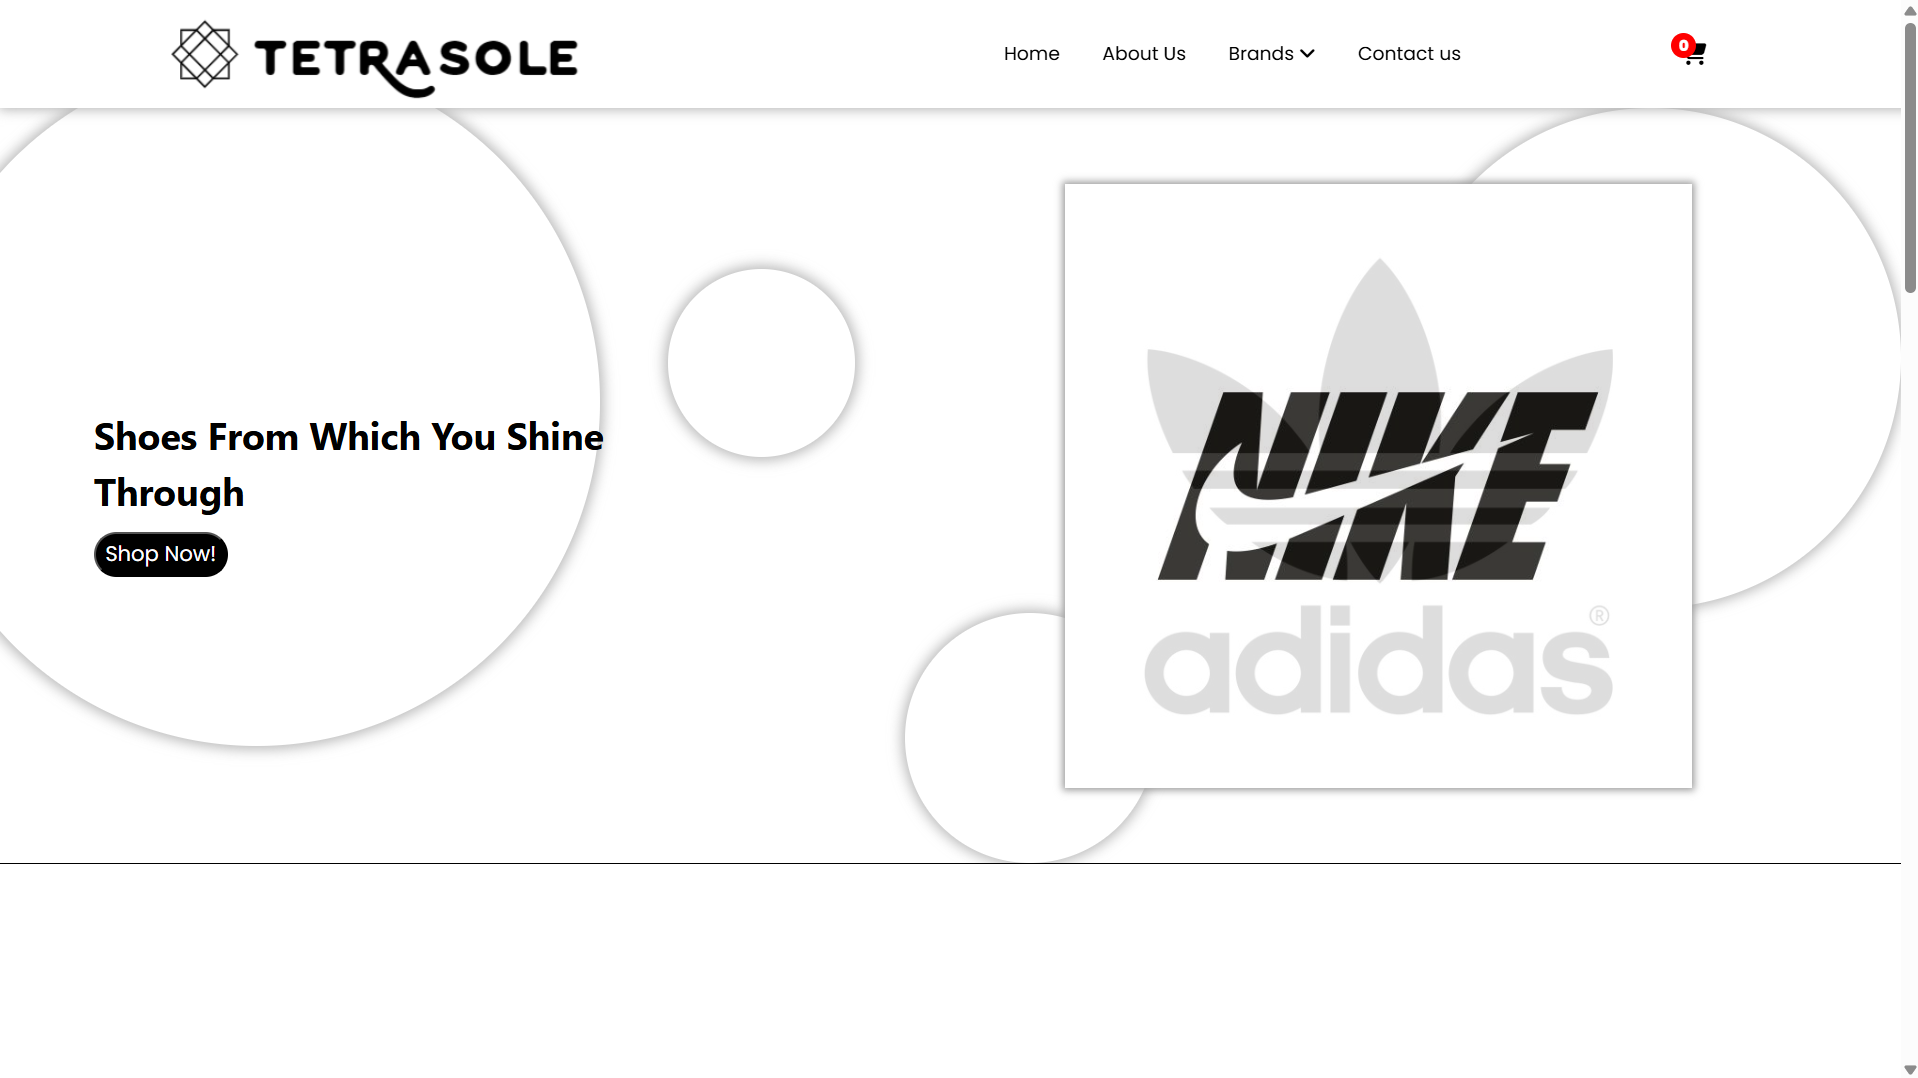 TETRASOLE
Home
About Us
Brands
Contact us
0
Shoes From Which You Shine
Through
Shop Now!
NIKE
adidas®